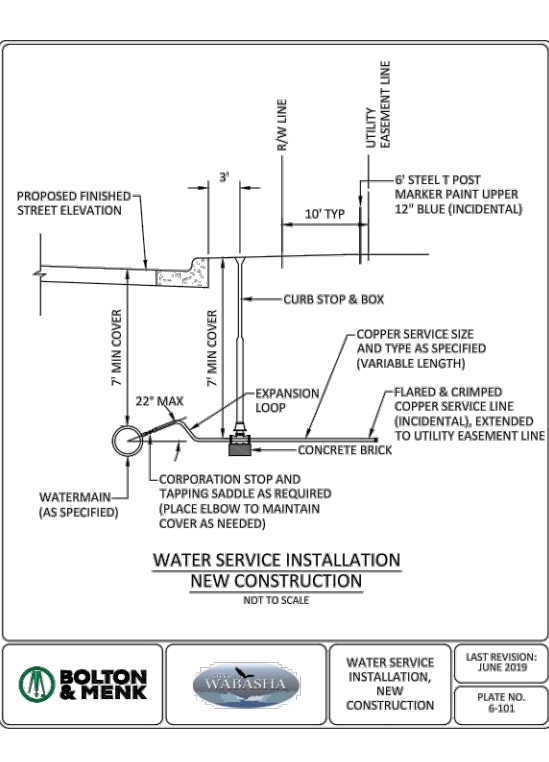 R/W LINE
UTILITY
EASEMENT LINE
3'
6' STEEL T POST
MARKER PAINT UPPER
12" BLUE (INCIDENTAL)
PROPOSED FINISHED
STREET ELEVATION
10' TYP
CURB STOP & BOX
7' MIN COVER
7' MIN COVER
COPPER SERVICE SIZE
AND TYPE AS SPECIFIED
(VARIABLE LENGTH)
22° MAX
EXPANSION
LOOP
FLARED & CRIMPED
COPPER SERVICE LINE
(INCIDENTAL), EXTENDED
TO UTILITY EASEMENT LINE
CONCRETE BRICK
CORPORATION STOP AND
TAPPING SADDLE AS REQUIRED
(PLACE ELBOW TO MAINTAIN
COVER AS NEEDED)
WATERMAIN
(AS SPECIFIED)
WATER SERVICE INSTALLATION
NEW CONSTRUCTION
NOT TO SCALE
BOLTON
& MENK
WABASHA
WATER SERVICE
INSTALLATION,
NEW
CONSTRUCTION
LAST REVISION:
JUNE 2019
PLATE NO.
6-101